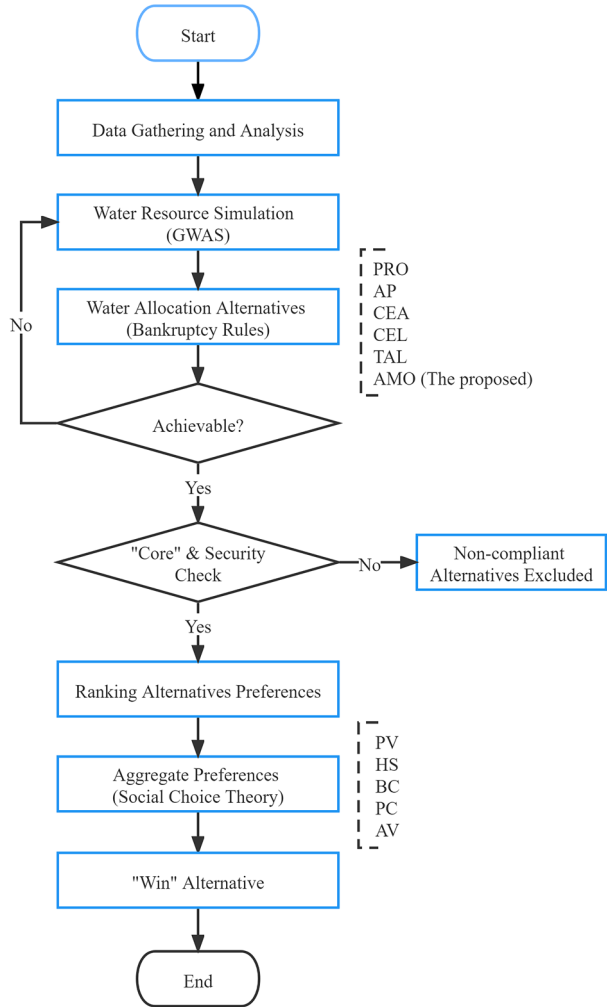 Start
Data Gathering and Analysis
Water Resource Simulation
(GWAS)
Water Allocation Alternatives
(Bankruptcy Rules)
PRO
AP
CEA
CEL
TAL
AMO (The proposed)
No
Achievable?
Yes
"Core" & Security
Check
No
Non-compliant
Alternatives Excluded
Yes
Ranking Alternatives Preferences
Aggregate Preferences
(Social Choice Theory)
PV
HS
BC
PC
AV
"Win" Alternative
End